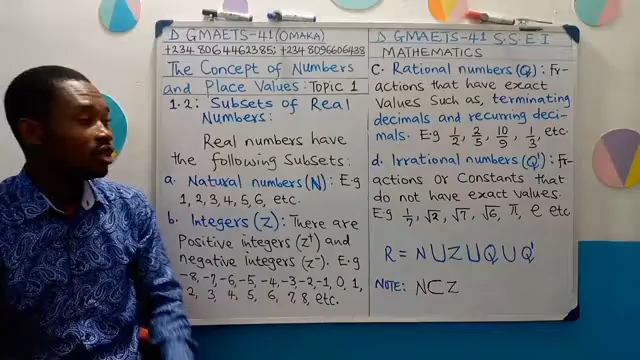 D GMAETS-41 (OMAKA)
+234 8064462385; +234 8096606438
The Concept of Numbers
and Place Values: Topic 1
1.2: Subsets of Real
Numbers:
Real numbers have
the following Subsets:
a. Natural numbers (N): E.g
1, 2, 3, 4, 5, 6, etc.
b. Integers (Z): There are
Positive integers (Z⁺) and
negative integers (Z⁻). E.g
-8, -7, -6, -5, -4, -3 -2, -1, 0, 1,
2, 3, 4, 5, 6, 7, 8, etc.
D GMAETS-41 S.S.E I
MATHEMATICS
C. Rational numbers (Q): Fr-
actions that have exact
Values Such as, terminating
decimals and recurring deci-
mals. E.g 1/2, 2/5, 10/9, 1/3, etc.
d. Irrational numbers (Q'): Fr-
actions or Constants that
do not have exact values.
E.g 1/7, √2, √7, √6, π, e etc
R = N ∪ Z ∪ Q ∪ Q'
NOTE: N ⊂ Z